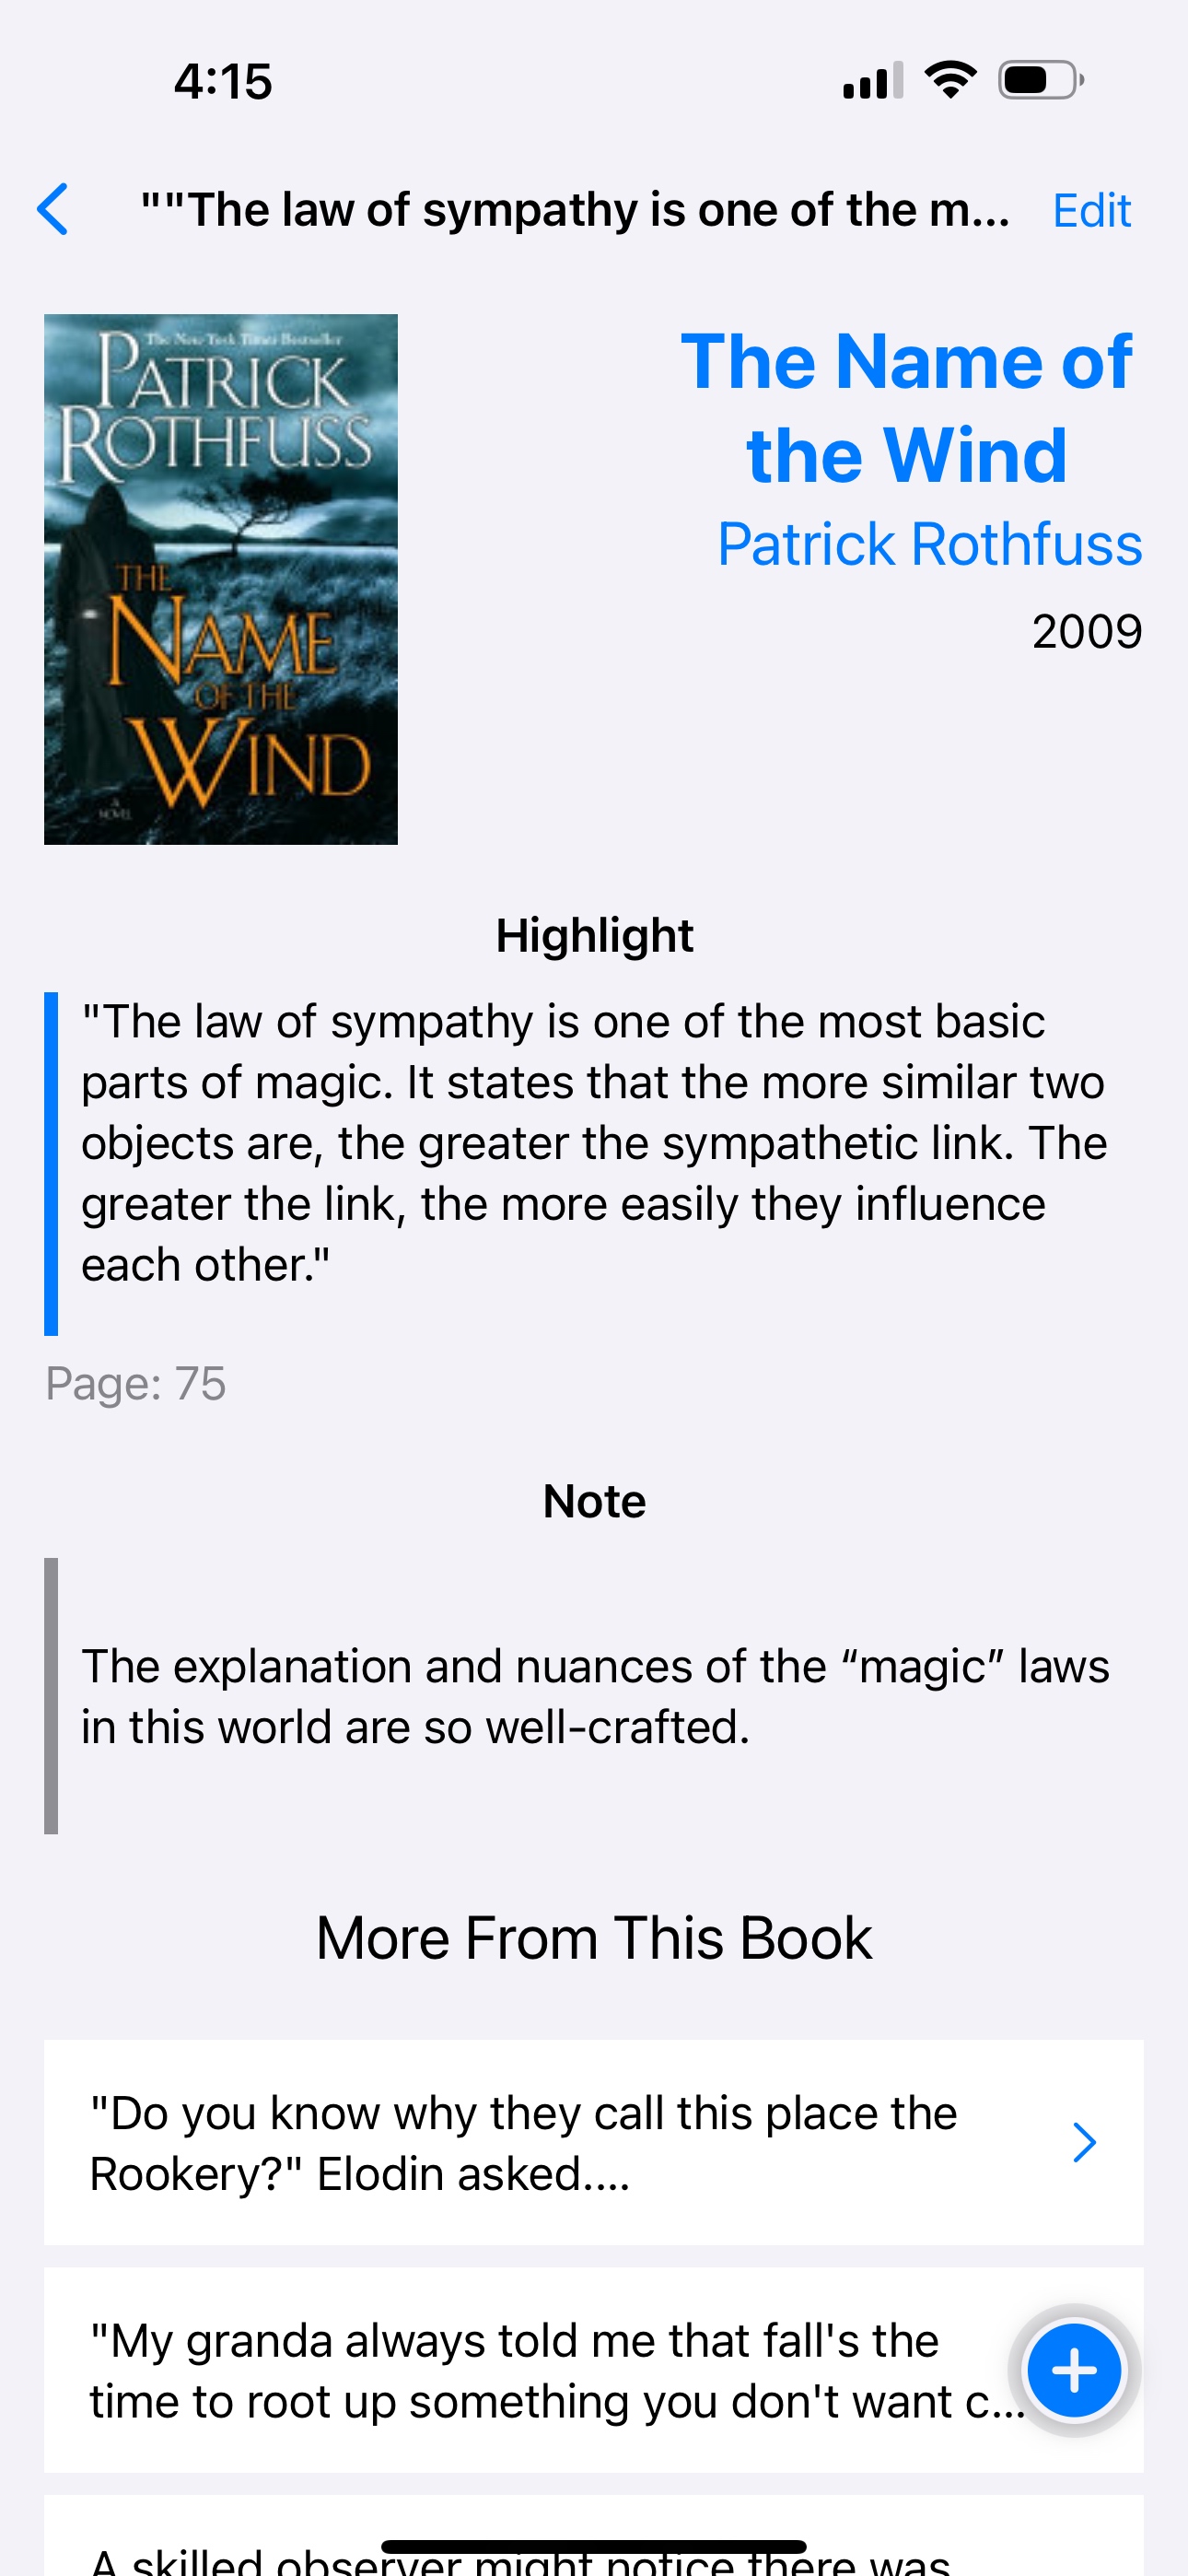 4:15
""The law of sympathy is one of the m...
Edit
The New York Times Bestseller
PATRICK
ROTHFUSS
THE
NAME
OF THE
WIND
A
NOVEL
The Name of
the Wind
Patrick Rothfuss
2009
Highlight
"The law of sympathy is one of the most basic
parts of magic. It states that the more similar two
objects are, the greater the sympathetic link. The
greater the link, the more easily they influence
each other."
Page: 75
Note
The explanation and nuances of the “magic” laws
in this world are so well-crafted.
More From This Book
"Do you know why they call this place the
Rookery?" Elodin asked....
"My granda always told me that fall's the
time to root up something you don't want c...
A skilled observer might notice there was